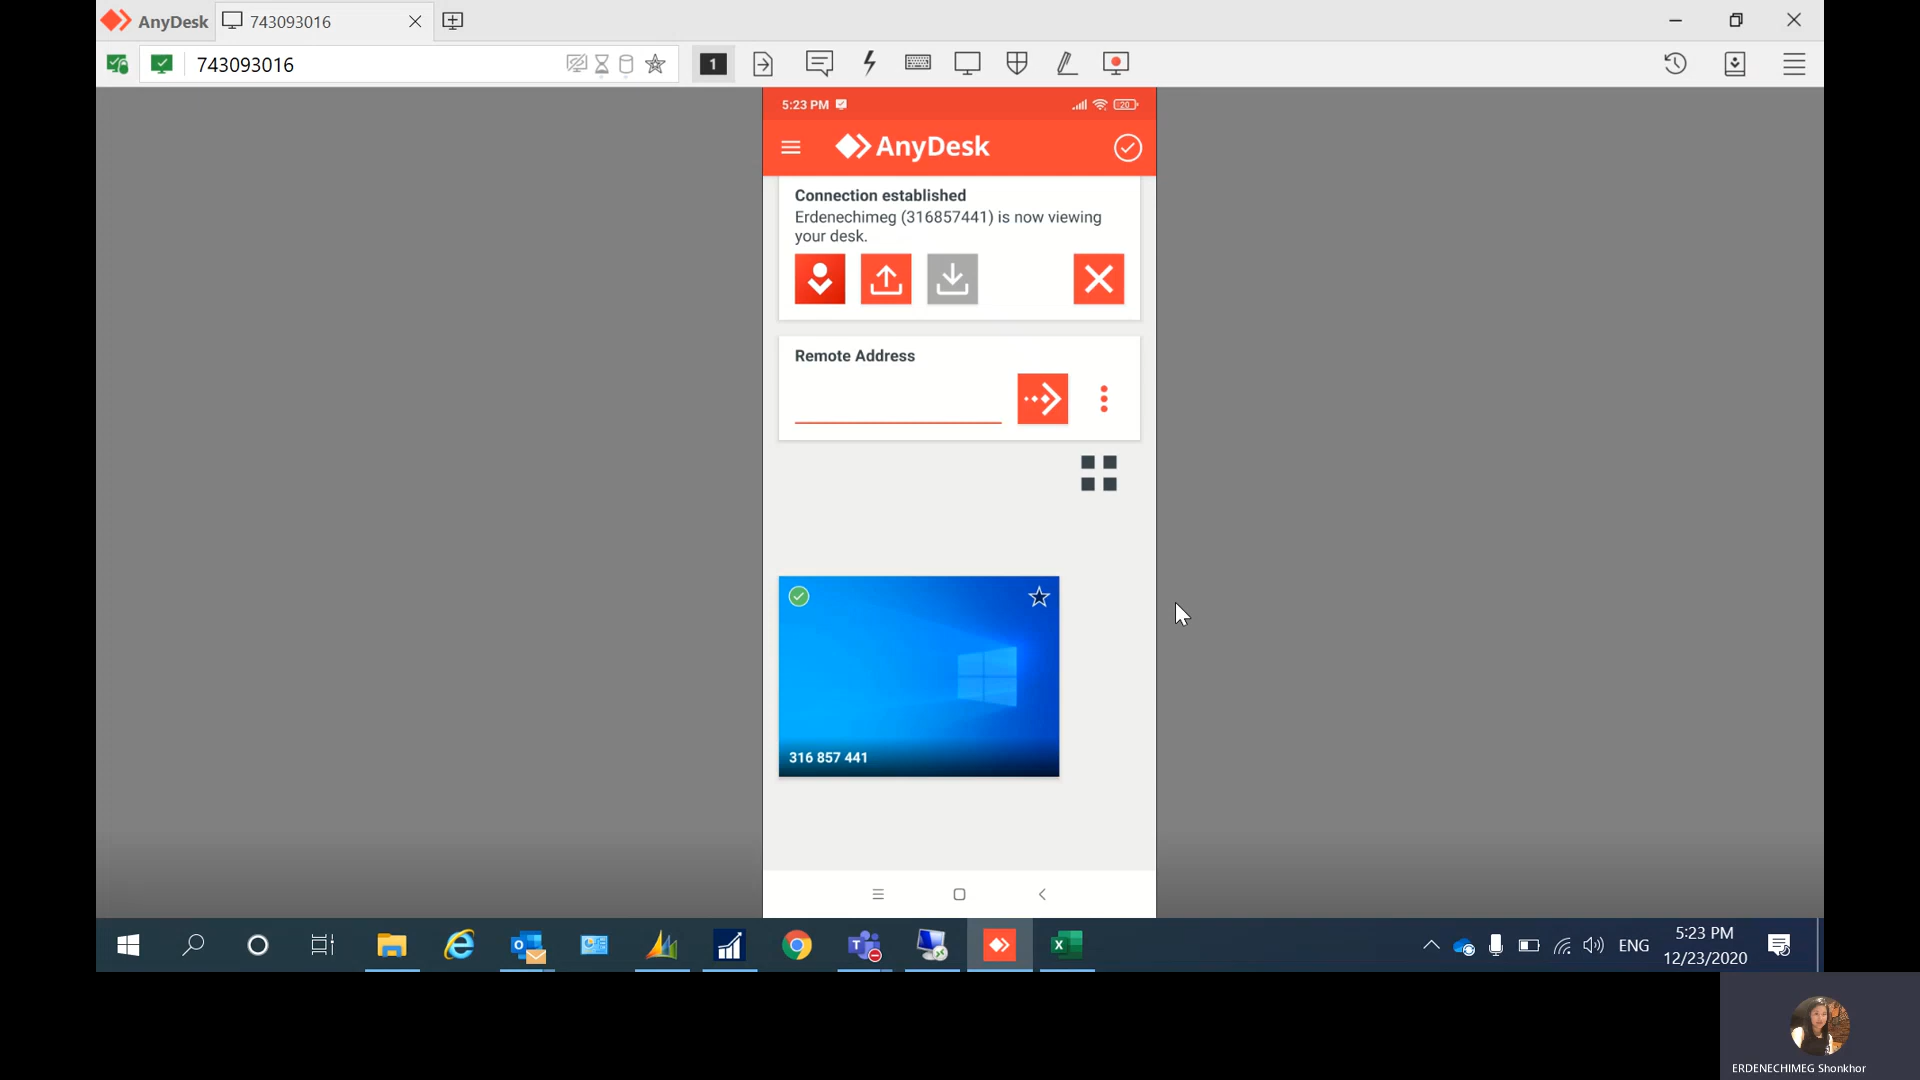 AnyDesk
743093016
743093016
1
5:23 PM
20
AnyDesk
Connection established
Erdenechimeg (316857441) is now viewing
your desk.
Remote Address
316 857 441
ENG
5:23 PM
12/23/2020
ERDENECHIMEG Shonkhor